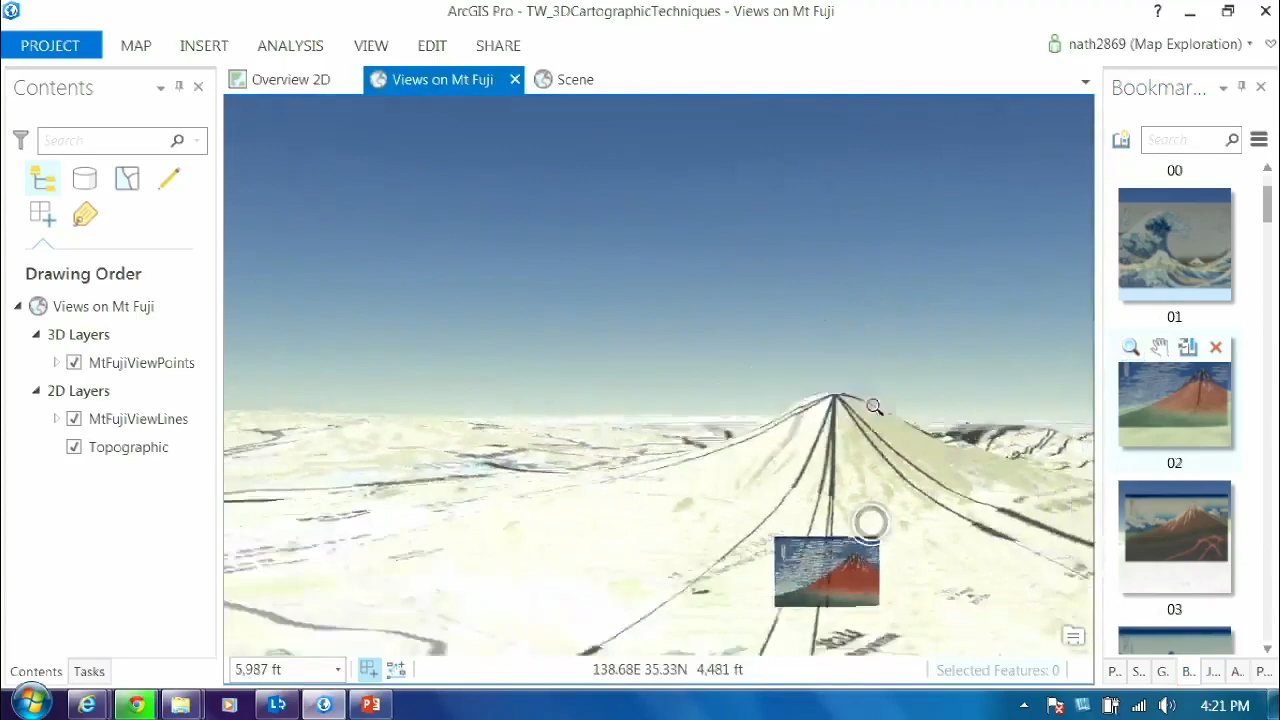 ArcGIS Pro - TW_3DCartographicTechniques - Views on Mt Fuji
PROJECT MAP INSERT ANALYSIS VIEW EDIT SHARE
nath2869 (Map Exploration)
Contents
Overview 2D
Views on Mt Fuji
Scene
Bookmar...
Search
Search
00
Drawing Order
Views on Mt Fuji
3D Layers
MtFujiViewPoints
2D Layers
MtFujiViewLines
Topographic
01
02
03
Contents Tasks
5,987 ft
138.68E 35.33N 4,481 ft
Selected Features: 0
P... S... G. B.. J... A.. P...
4:21 PM